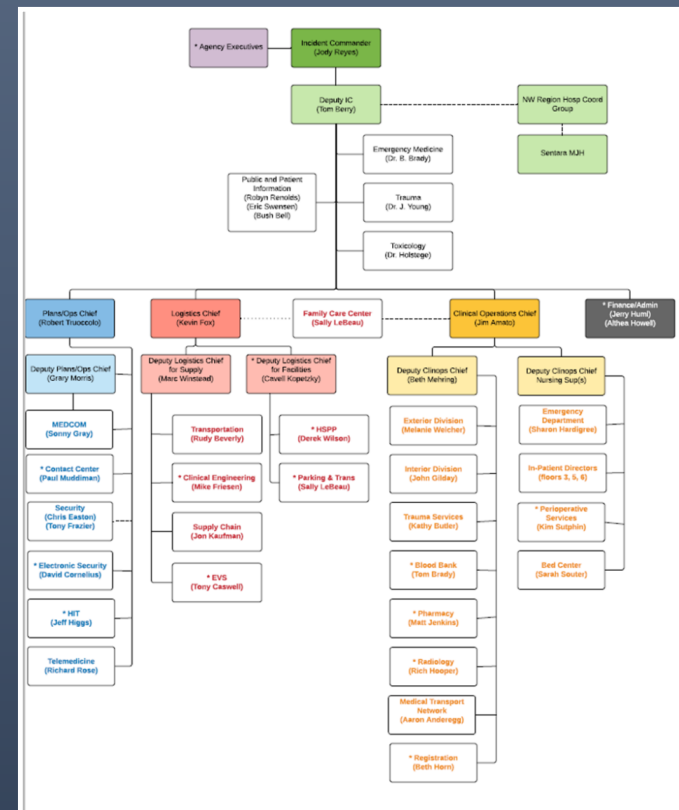 * Agency Executives
Incident Commander
(Jody Reyes)
Deputy IC
(Tom Berry)
NW Region Hosp Coord
Group
Sentara MJH
Emergency Medicine
(Dr. B. Brady)
Public and Patient
Information
(Robyn Renolds)
(Eric Swensen)
(Bush Bell)
Trauma
(Dr. J. Young)
Toxicology
(Dr. Holstege)
Plans/Ops Chief
(Robert Truoccolo)
Logistics Chief
(Kevin Fox)
Family Care Center
(Sally LeBeau)
Clinical Operations Chief
(Jim Amato)
* Finance/Admin
(Jerry Huml)
(Althea Howell)
Deputy Plans/Ops Chief
(Grary Morris)
Deputy Logistics Chief
for Supply
(Marc Winstead)
* Deputy Logistics Chief
for Facilities
(Cavell Kopetzky)
Deputy Clinops Chief
(Beth Mehring)
Deputy Clinops Chief
Nursing Sup(s)
MEDCOM
(Sonny Gray)
* Contact Center
(Paul Muddiman)
Security
(Chris Easton)
(Tony Frazier)
* Electronic Security
(David Cornelius)
* HIT
(Jeff Higgs)
Telemedicine
(Richard Rose)
Transportation
(Rudy Beverly)
* Clinical Engineering
(Mike Friesen)
Supply Chain
(Jon Kaufman)
* EVS
(Tony Caswell)
* HSPP
(Derek Wilson)
* Parking & Trans
(Sally LeBeau)
Exterior Division
(Melanie Welcher)
Interior Division
(John Gilday)
Trauma Services
(Kathy Butler)
* Blood Bank
(Tom Brady)
* Pharmacy
(Matt Jenkins)
* Radiology
(Rich Hooper)
Medical Transport
Network
(Aaron Anderegg)
* Registration
(Beth Horn)
Emergency
Department
(Sharon Hardigree)
In-Patient Directors
(floors 3, 5, 6)
* Perioperative
Services
(Kim Sutphin)
Bed Center
(Sarah Souter)